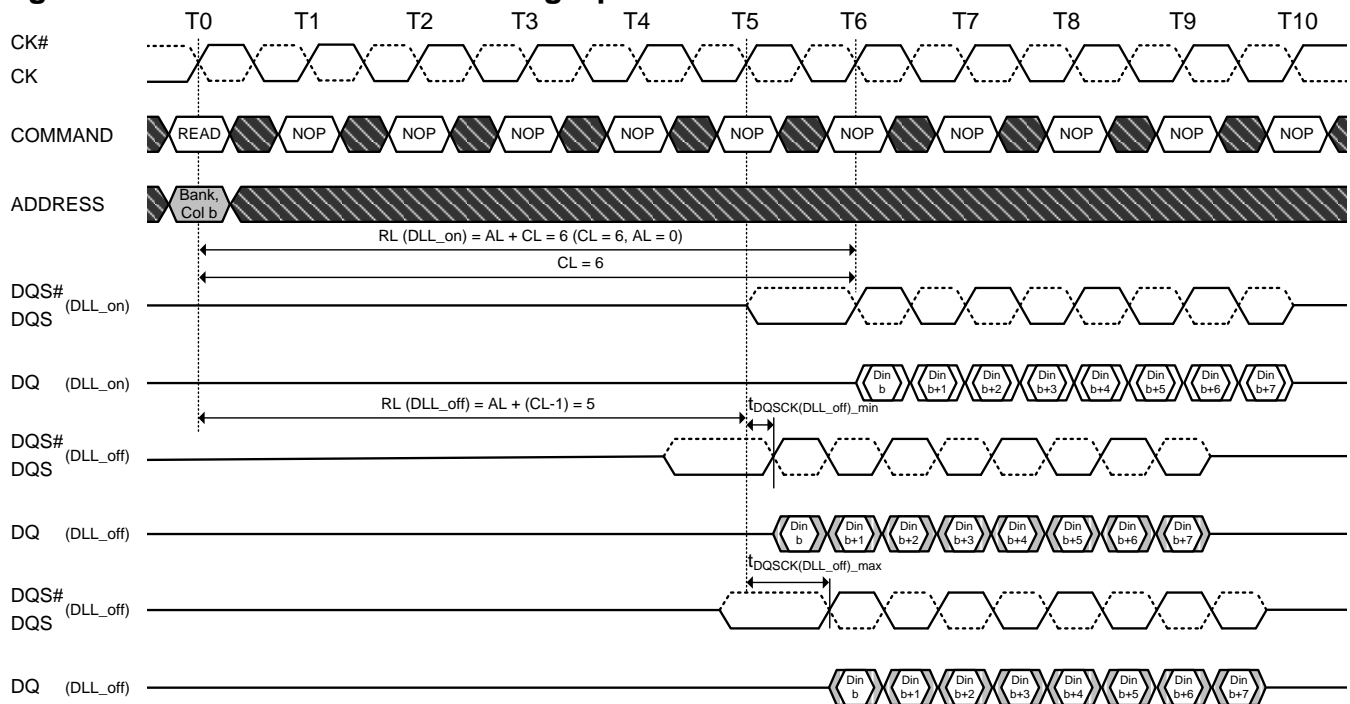 T0 T1 T2 T3 T4 T5 T6 T7 T8 T9 T10
CK#
CK
COMMAND READ NOP NOP NOP NOP NOP NOP NOP NOP NOP NOP
ADDRESS Bank, Col b
RL (DLL_on) = AL + CL = 6 (CL = 6, AL = 0)
CL = 6
DQS# (DLL_on)
DQS
DQ (DLL_on) Din b Din b+1 Din b+2 Din b+3 Din b+4 Din b+5 Din b+6 Din b+7
RL (DLL_off) = AL + (CL-1) = 5 tDQSCK(DLL_off)_min
DQS# (DLL_off)
DQS
DQ (DLL_off) Din b Din b+1 Din b+2 Din b+3 Din b+4 Din b+5 Din b+6 Din b+7
tDQSCK(DLL_off)_max
DQS# (DLL_off)
DQS
DQ (DLL_off) Din b Din b+1 Din b+2 Din b+3 Din b+4 Din b+5 Din b+6 Din b+7